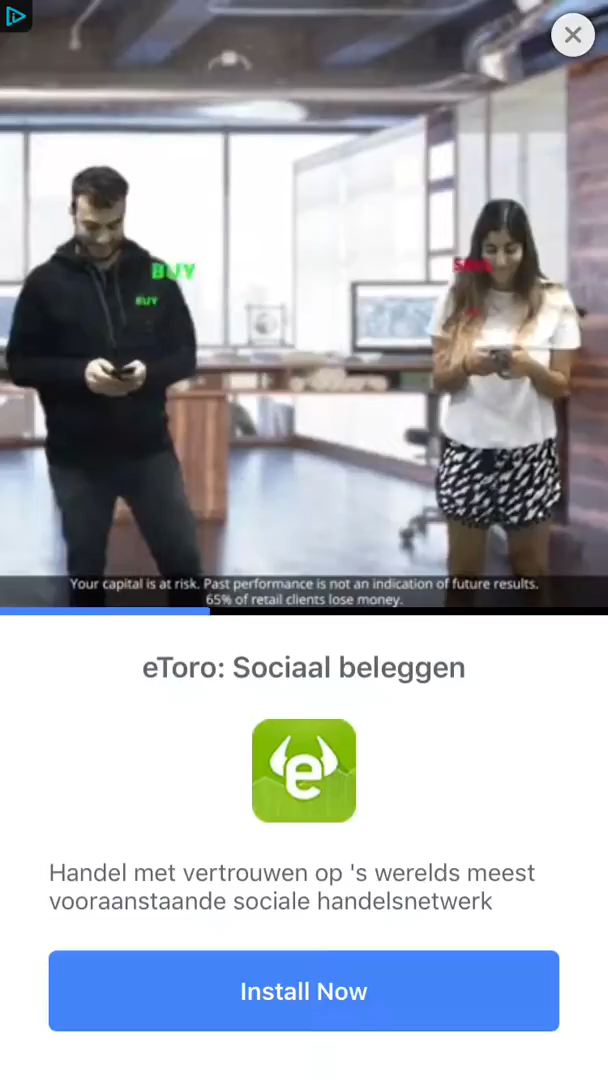 BUY
BUY
Your capital is at risk. Past performance is not an indication of future results.
65% of retail clients lose money.
eToro: Sociaal beleggen
e
Handel met vertrouwen op 's werelds meest
vooraanstaande sociale handelsnetwerk
Install Now